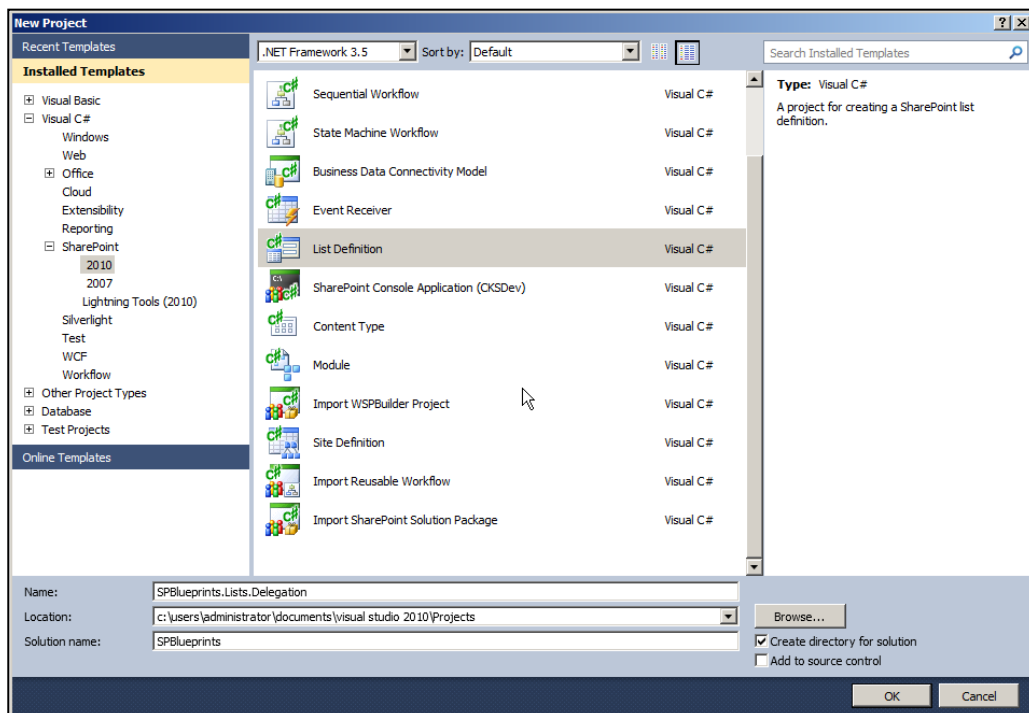 New Project
Recent Templates
Installed Templates
Visual Basic
Visual C#
Windows
Web
Office
Cloud
Extensibility
Reporting
SharePoint
2010
2007
Lightning Tools (2010)
Silverlight
Test
WCF
Workflow
Other Project Types
Database
Test Projects
Online Templates
.NET Framework 3.5 Sort by: Default
Sequential Workflow Visual C#
State Machine Workflow Visual C#
Business Data Connectivity Model Visual C#
Event Receiver Visual C#
List Definition Visual C#
SharePoint Console Application (CKSDev) Visual C#
Content Type Visual C#
Module Visual C#
Import WSPBuilder Project Visual C#
Site Definition Visual C#
Import Reusable Workflow Visual C#
Import SharePoint Solution Package Visual C#
Search Installed Templates
Type: Visual C#
A project for creating a SharePoint list
definition.
Name: SPBlueprints.Lists.Delegation
Location: c:\users\administrator\documents\visual studio 2010\Projects
Solution name: SPBlueprints
Browse...
Create directory for solution
Add to source control
OK Cancel